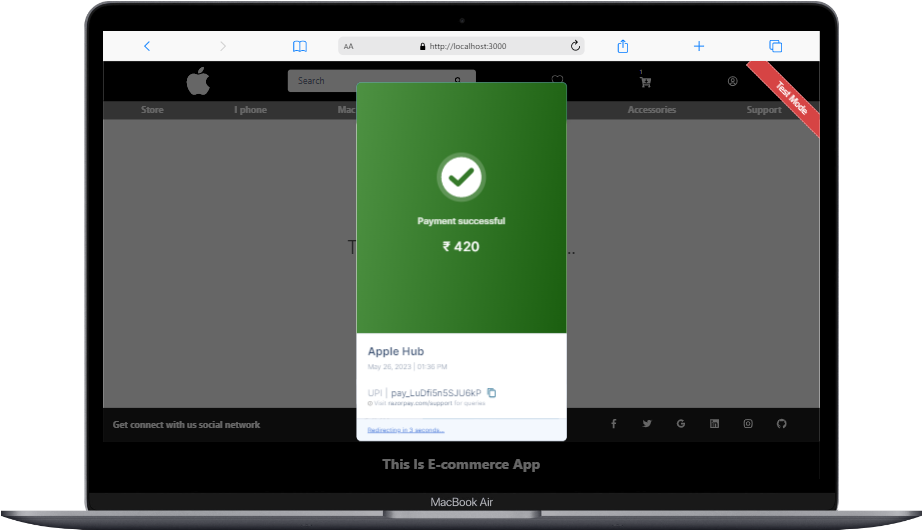 AA
http://localhost:3000
Search
1
Test Mode
Store
I phone
Mac
Accessories
Support
T
..
Payment successful
₹ 420
Apple Hub
May 26, 2023 | 01:36 PM
UPI | pay_LuDfi5n5SJU6kP
Visit razorpay.com/support for queries
Redirecting in 3 seconds...
Get connect with us social network
This Is E-commerce App
MacBook Air